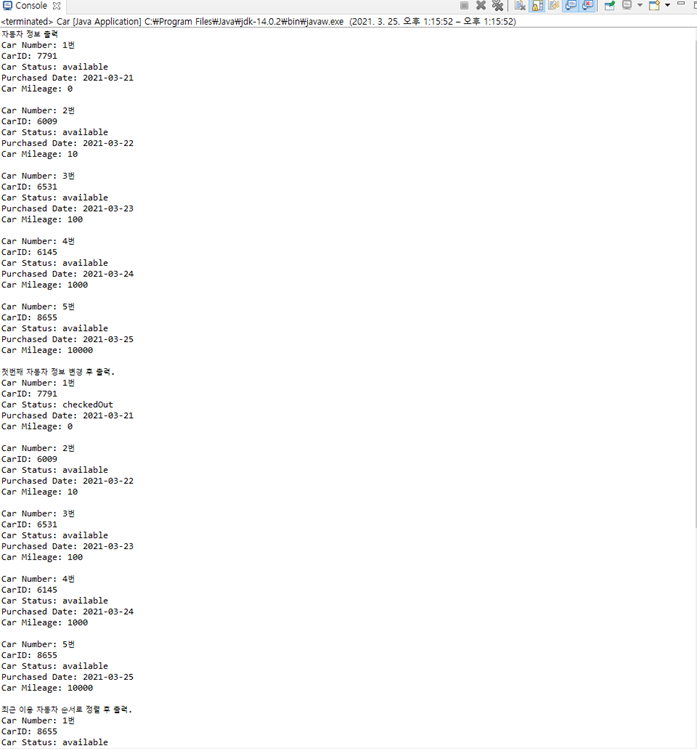 Console
<terminated> Car [Java Application] C:₩Program Files₩Java₩jdk-14.0.2₩bin₩javaw.exe  (2021. 3. 25. 오후 1:15:52 – 오후 1:15:52)
자동차 정보 출력
Car Number: 1번
CarID: 7791
Car Status: available
Purchased Date: 2021-03-21
Car Mileage: 0

Car Number: 2번
CarID: 6009
Car Status: available
Purchased Date: 2021-03-22
Car Mileage: 10

Car Number: 3번
CarID: 6531
Car Status: available
Purchased Date: 2021-03-23
Car Mileage: 100

Car Number: 4번
CarID: 6145
Car Status: available
Purchased Date: 2021-03-24
Car Mileage: 1000

Car Number: 5번
CarID: 8655
Car Status: available
Purchased Date: 2021-03-25
Car Mileage: 10000

첫번째 자동차 정보 변경 후 출력.
Car Number: 1번
CarID: 7791
Car Status: checkedOut
Purchased Date: 2021-03-21
Car Mileage: 0

Car Number: 2번
CarID: 6009
Car Status: available
Purchased Date: 2021-03-22
Car Mileage: 10

Car Number: 3번
CarID: 6531
Car Status: available
Purchased Date: 2021-03-23
Car Mileage: 100

Car Number: 4번
CarID: 6145
Car Status: available
Purchased Date: 2021-03-24
Car Mileage: 1000

Car Number: 5번
CarID: 8655
Car Status: available
Purchased Date: 2021-03-25
Car Mileage: 10000

최근 이용 자동차 순서로 정렬 후 출력.
Car Number: 1번
CarID: 8655
Car Status: available